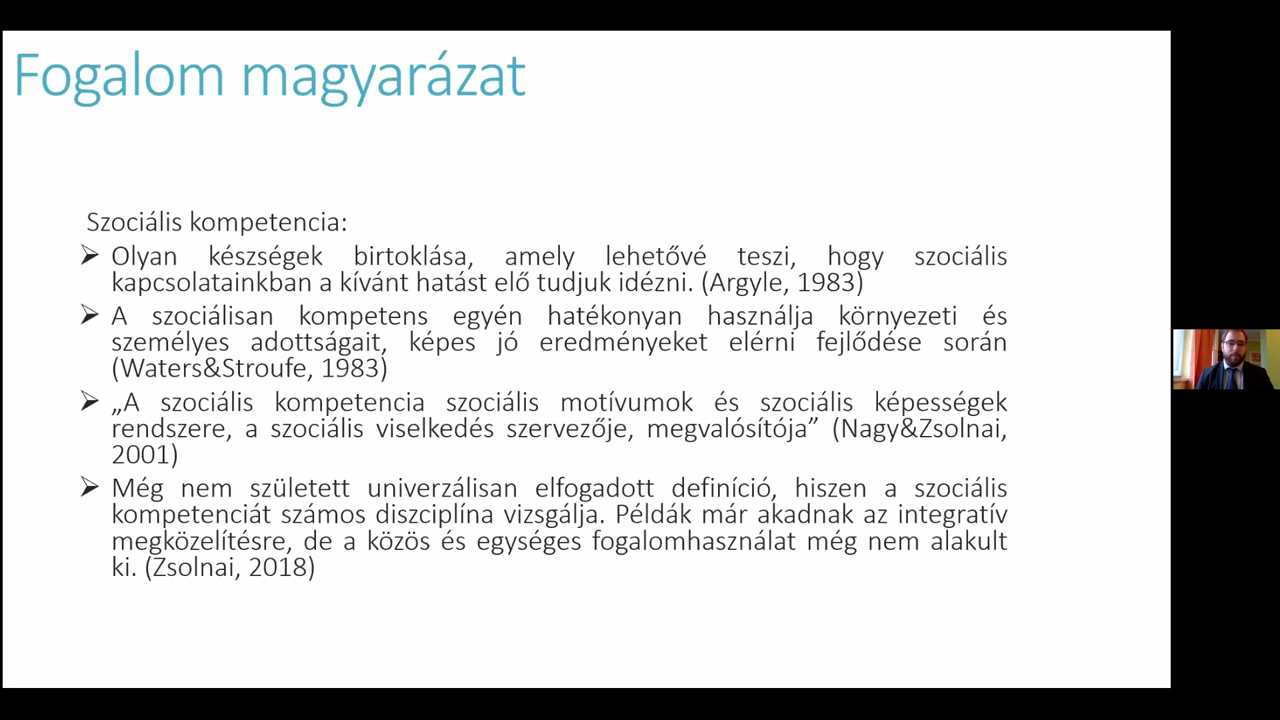 Fogalom magyarázat
Szociális kompetencia:
Olyan készségek birtoklása, amely lehetővé teszi, hogy szociális
kapcsolatainkban a kívánt hatást elő tudjuk idézni. (Argyle, 1983)
A szociálisan kompetens egyén hatékonyan használja környezeti és
személyes adottságait, képes jó eredményeket elérni fejlődése során
(Waters&Stroufe, 1983)
„A szociális kompetencia szociális motívumok és szociális képességek
rendszere, a szociális viselkedés szervezője, megvalósítója” (Nagy&Zsolnai,
2001)
Még nem született univerzálisan elfogadott definíció, hiszen a szociális
kompetenciát számos diszciplína vizsgálja. Példák már akadnak az integratív
megközelítésre, de a közös és egységes fogalomhasználat még nem alakult
ki. (Zsolnai, 2018)